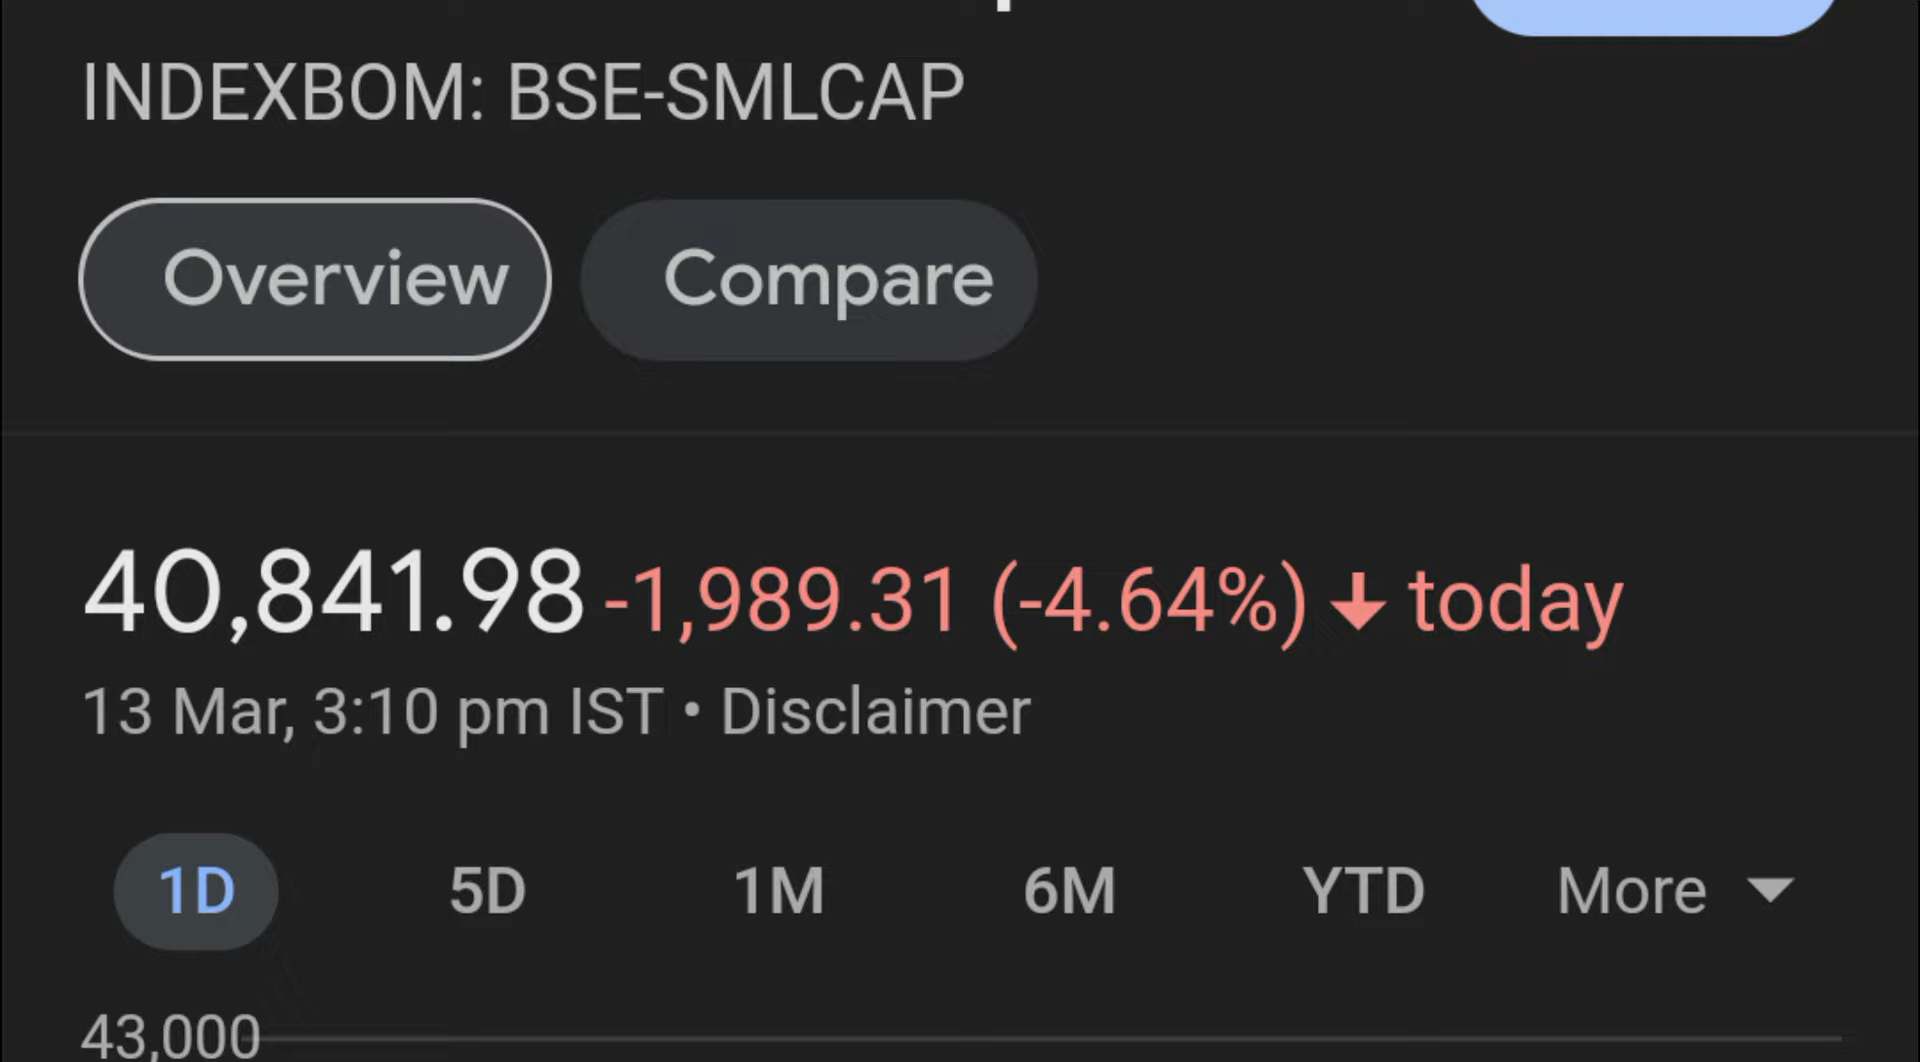 INDEXBOM: BSE-SMLCAP
Overview Compare
40,841.98 -1,989.31 (-4.64%) ↓ today
13 Mar, 3:10 pm IST • Disclaimer
1D 5D 1M 6M YTD More
43,000